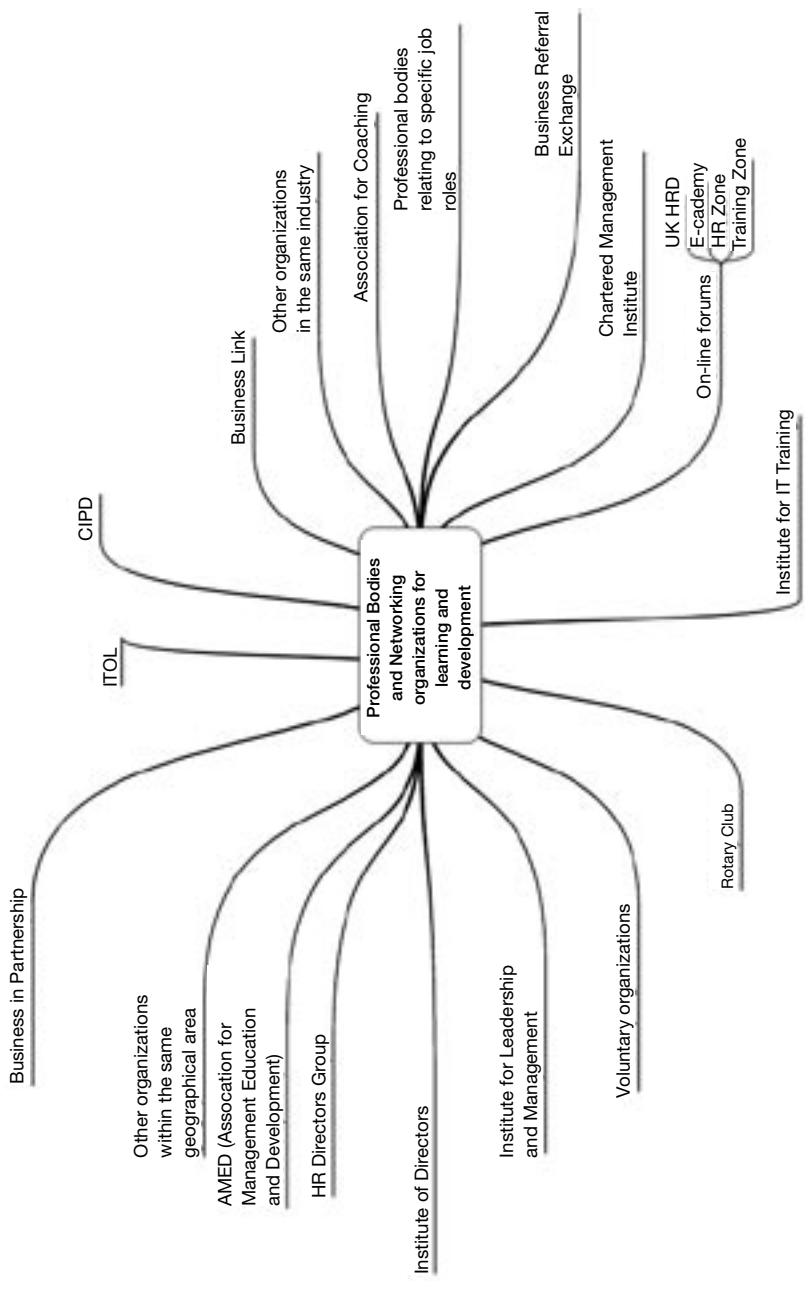 Professional Bodies
and Networking
organizations for
learning and
development
CIPD
Business Link
Other organizations
in the same industry
Association for Coaching
Professional bodies
relating to specific job
roles
Business Referral
Exchange
Chartered Management
Institute
On-line forums
UK HRD
E-cademy
HR Zone
Training Zone
Institute for IT Training
Rotary Club
Voluntary organizations
Institute for Leadership
and Management
Institute of Directors
HR Directors Group
AMED (Assocation for
Management Education
and Development)
Other organizations
within the same
geographical area
Business in Partnership
ITOL